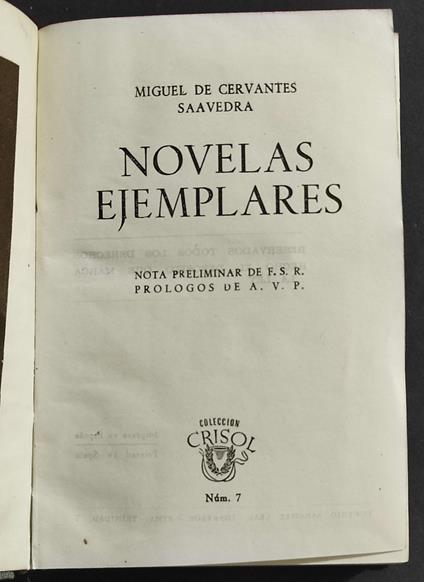 MIGUEL DE CERVANTES
SAAVEDRA
NOVELAS
EJEMPLARES
NOTA PRELIMINAR DE F. S. R.
PROLOGOS DE A. V. P.
COLECCION
CRISOL
Núm. 7